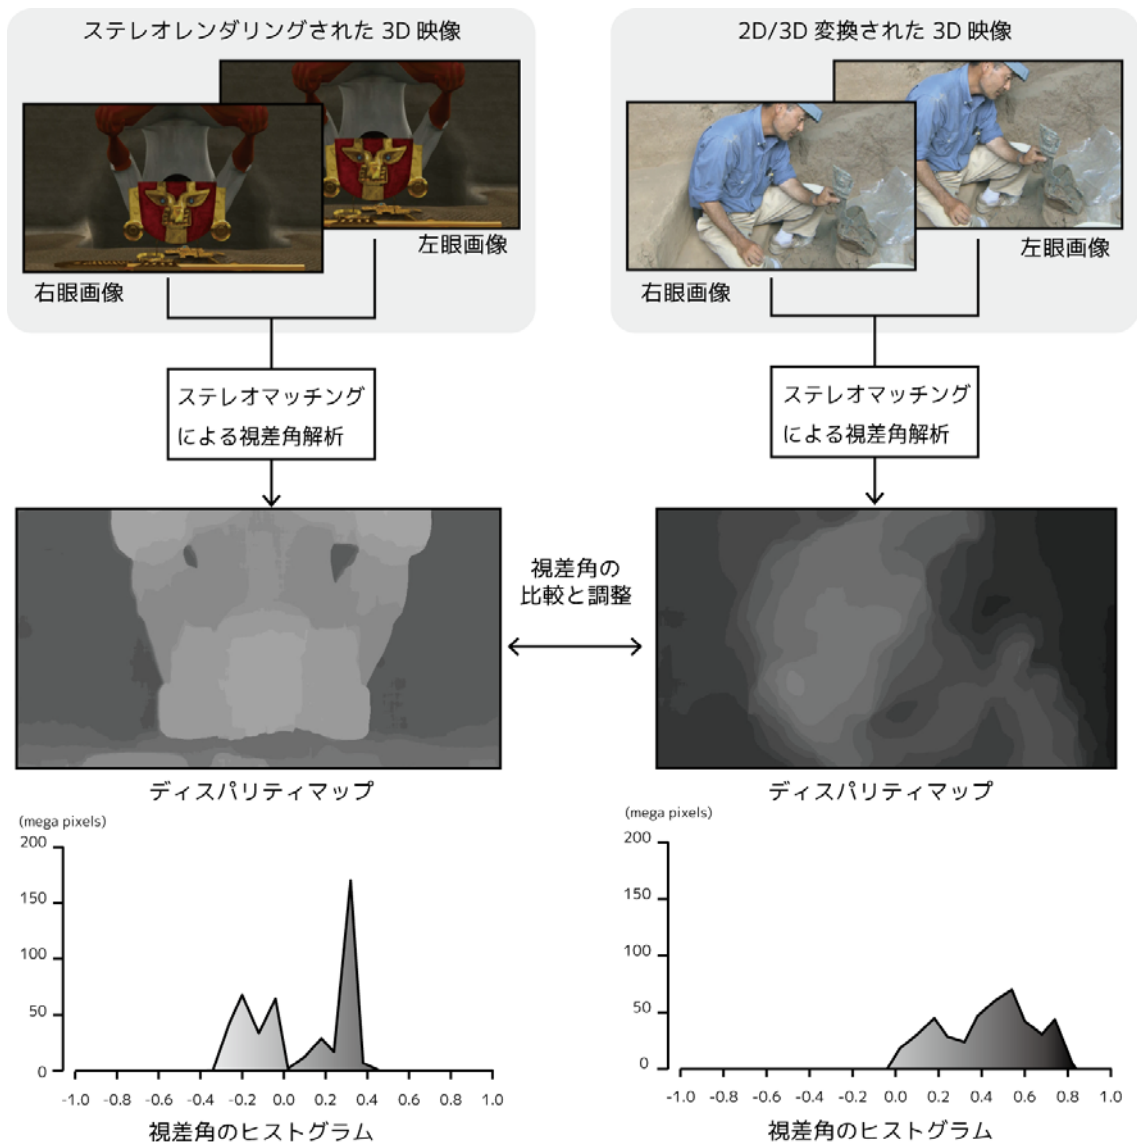 ステレオレンダリングされた 3D 映像
左眼画像
右眼画像
ステレオマッチング
による視差角解析
2D/3D 変換された 3D 映像
左眼画像
右眼画像
ステレオマッチング
による視差角解析
視差角の
比較と調整
ディスパリティマップ
ディスパリティマップ
(mega pixels)
200
150
100
50
0
-1.0 -0.8 -0.6 -0.4 -0.2 0.0 0.2 0.4 0.6 0.8 1.0
視差角のヒストグラム
(mega pixels)
200
150
100
50
0
-1.0 -0.8 -0.6 -0.4 -0.2 0.0 0.2 0.4 0.6 0.8 1.0
視差角のヒストグラム